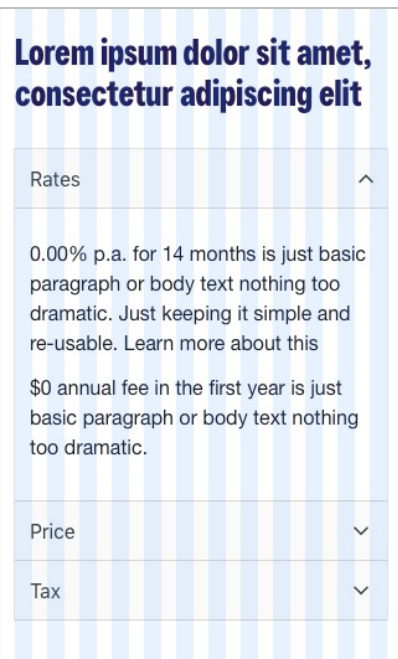 Lorem ipsum dolor sit amet,
consectetur adipiscing elit
Rates
0.00% p.a. for 14 months is just basic
paragraph or body text nothing too
dramatic. Just keeping it simple and
re-usable. Learn more about this
$0 annual fee in the first year is just
basic paragraph or body text nothing
too dramatic.
Price
Tax